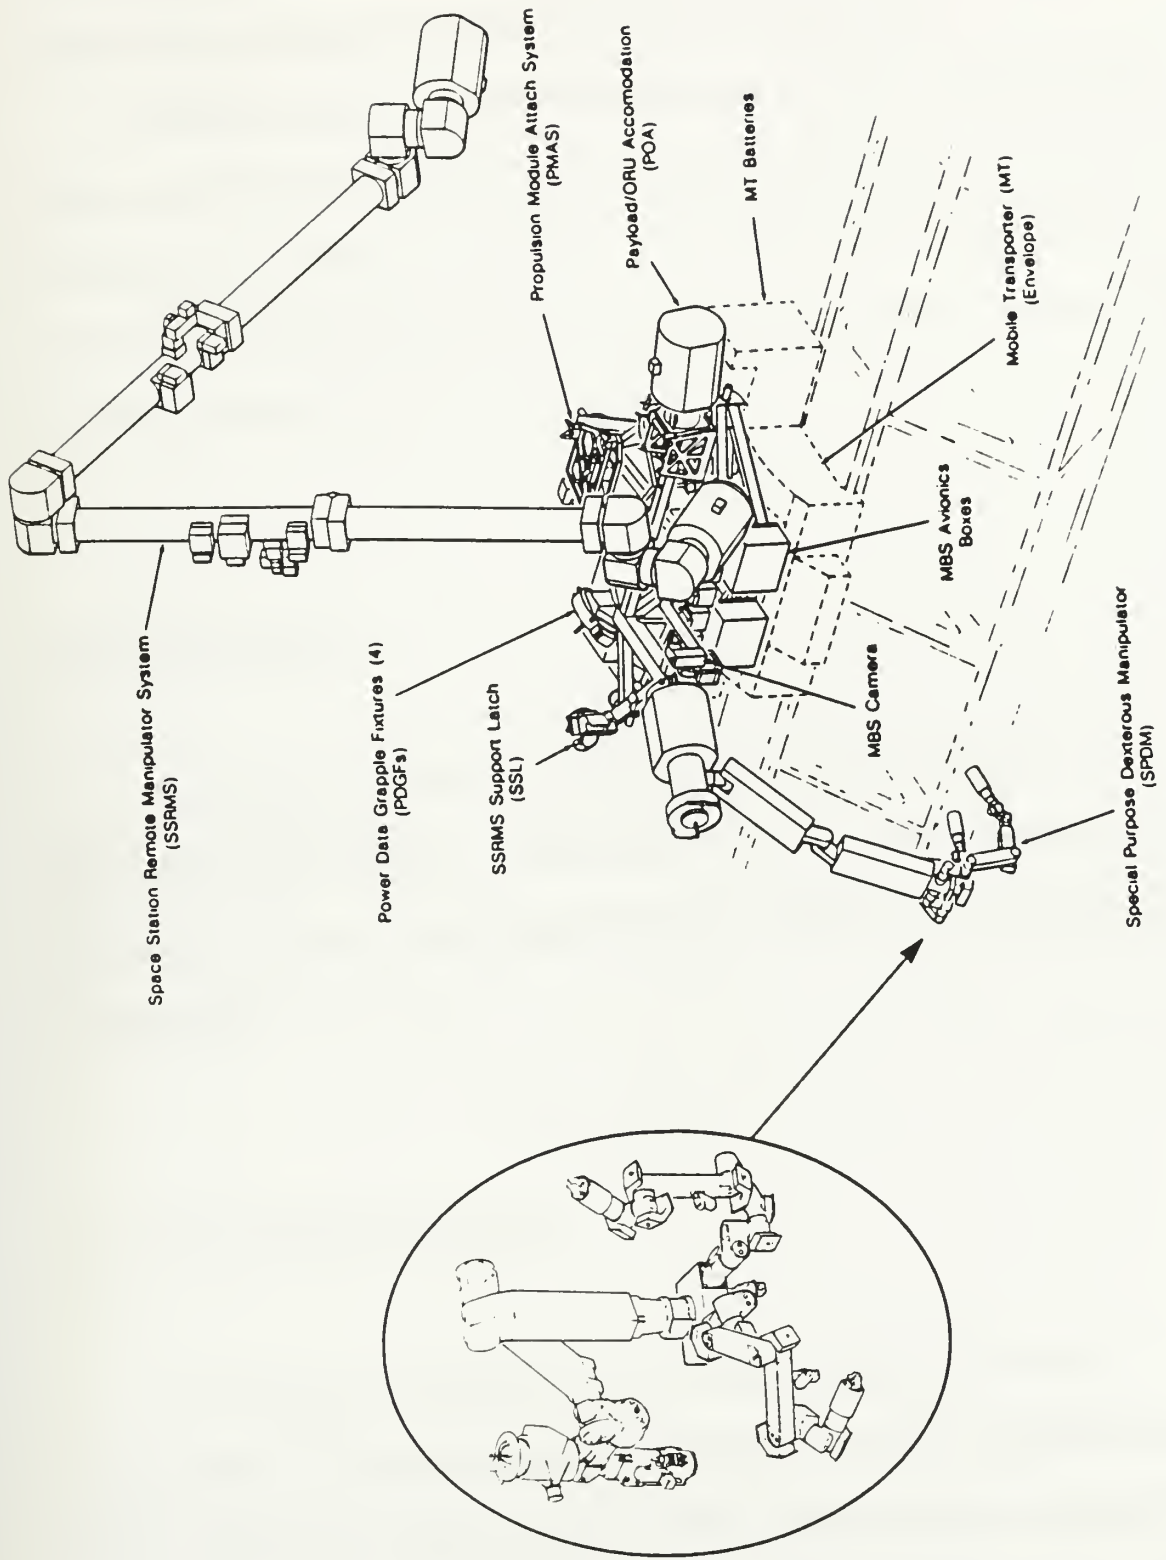 Space Station Remote Manipulator System
(SSRMS)
Power Data Grapple Fixtures (4)
(PDGFs)
SSRMS Support Latch
(SSL)
Propulsion Module Attach System
(PMAS)
Payload/ORU Accomodation
(POA)
MT Batteries
Mobile Transporter (MT)
(Envelope)
MBS Avionics
Boxes
MBS Camera
Special Purpose Dexterous Manipulator
(SPDM)